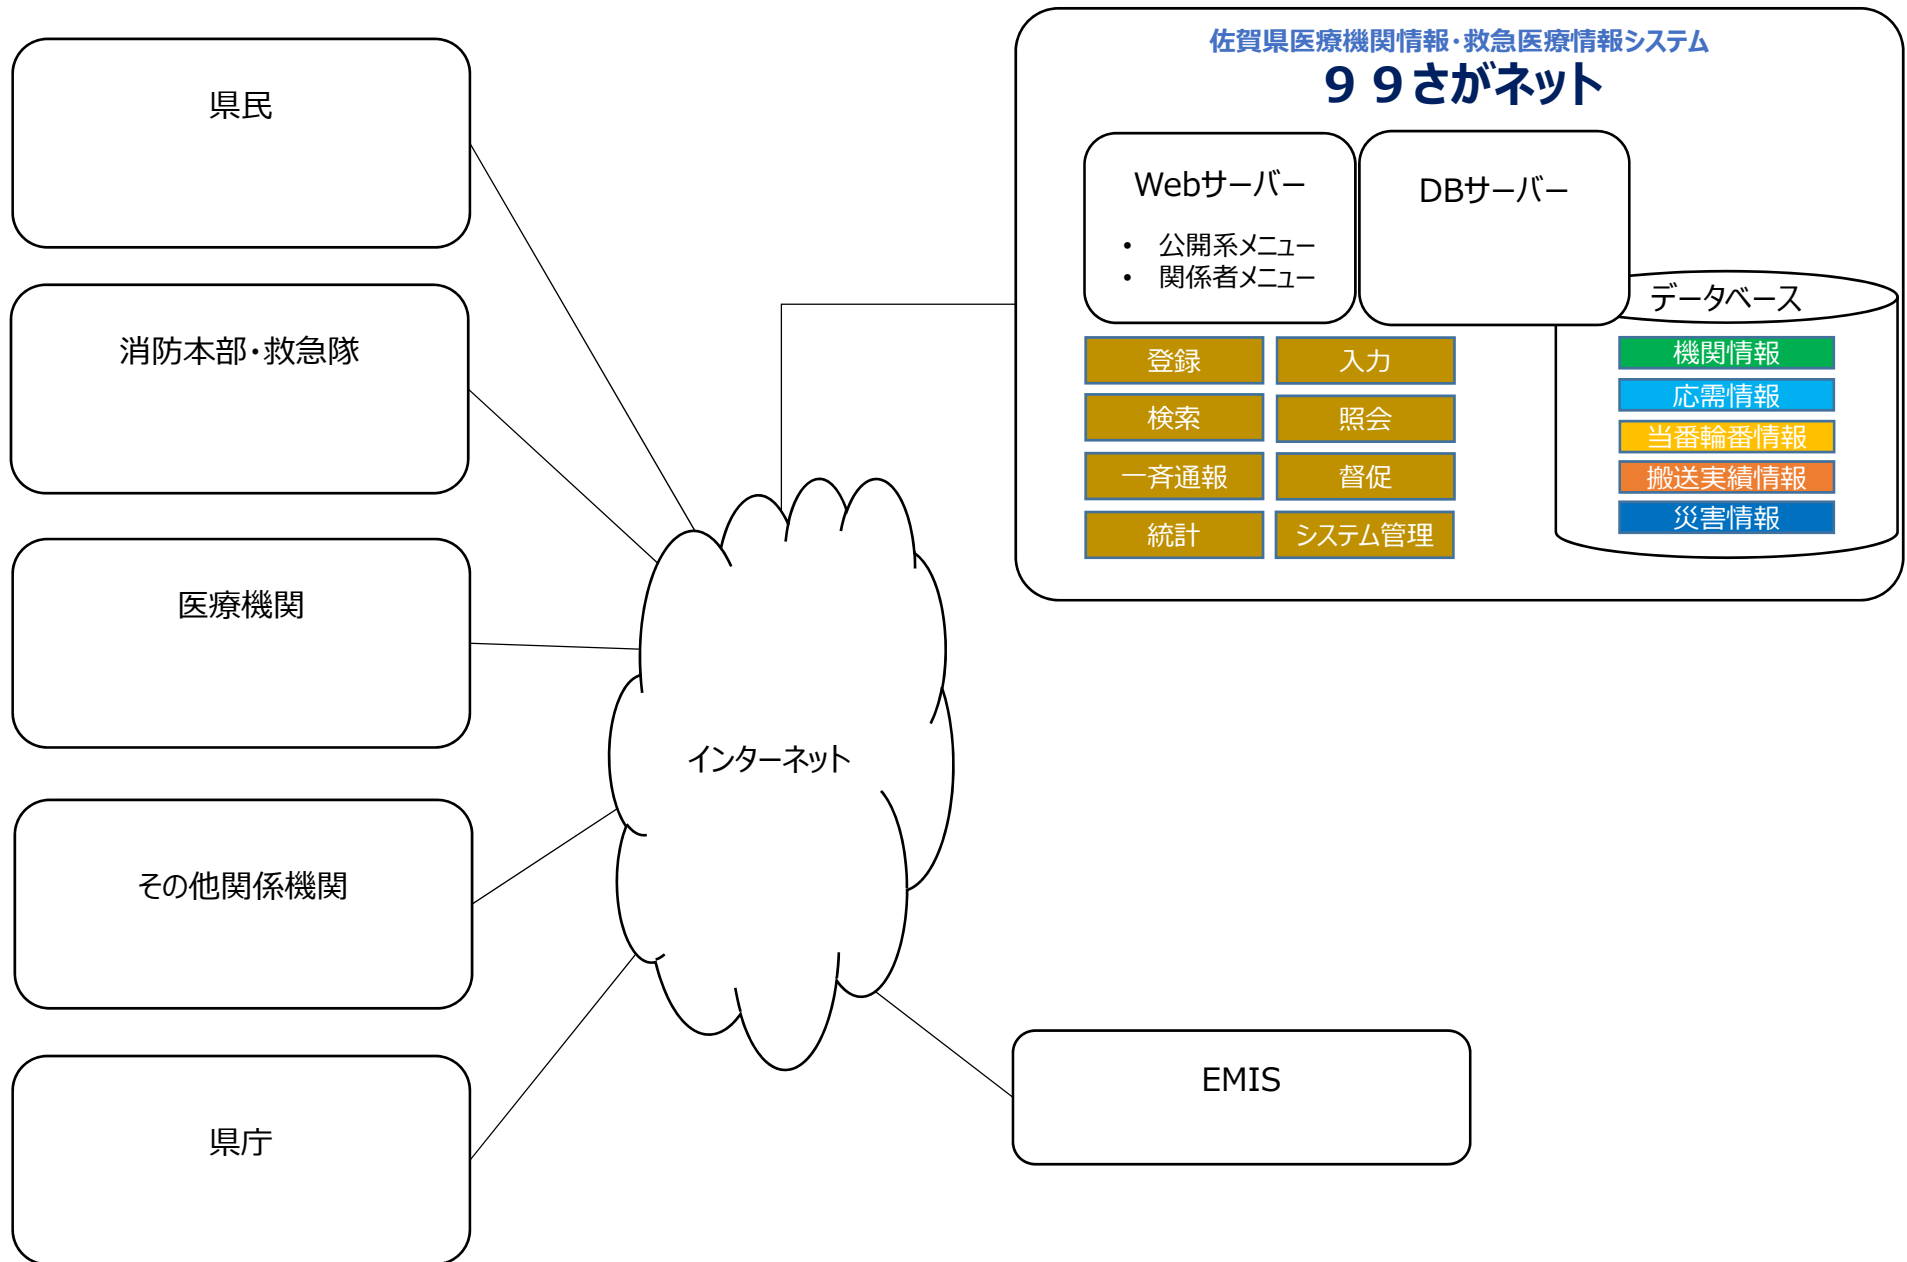 佐賀県医療機関情報・救急医療情報システム
９９さがネット
県民
消防本部・救急隊
医療機関
その他関係機関
県庁
インターネット
Webサーバー
• 公開系メニュー
• 関係者メニュー
DBサーバー
データベース
登録
入力
検索
照会
一斉通報
督促
統計
システム管理
機関情報
応需情報
当番輪番情報
搬送実績情報
災害情報
EMIS